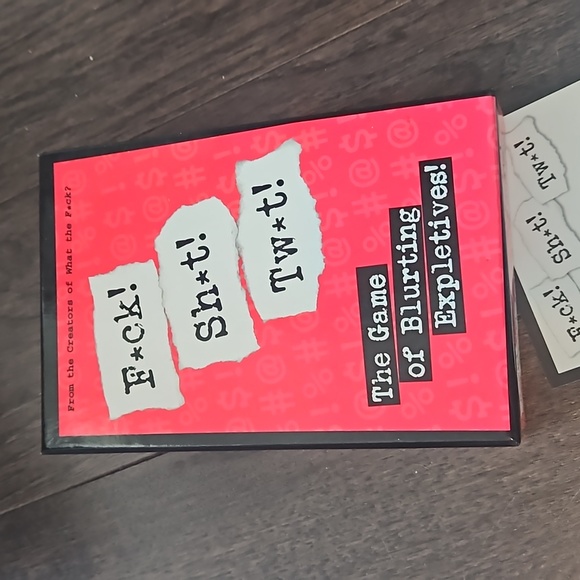 From the Creators of What the F*ck?
F*ck!
Sh*t!
Tw*t!
The Game
of Blurting
Expletives!
F*ck!
Sh*t!
Tw*t!